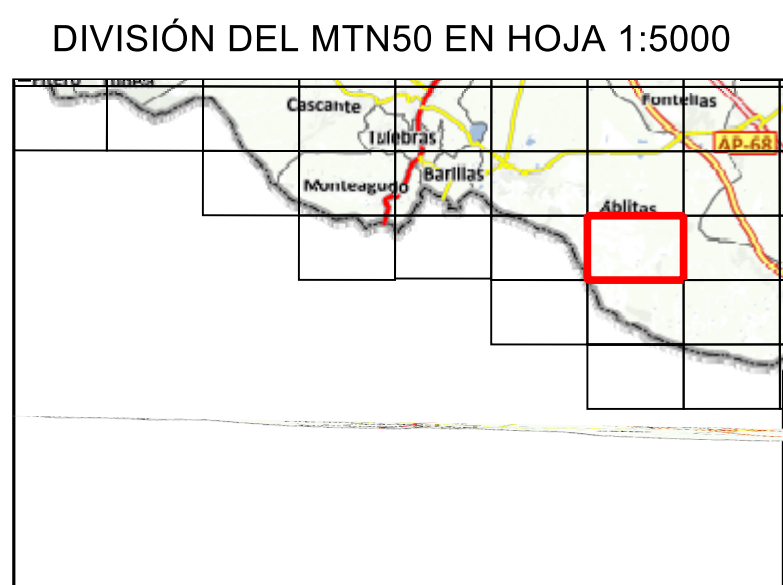 DIVISIÓN DEL MTN50 EN HOJA 1:5000
Cascante
Fontellas
Tulebras
AP-68
Barillas
Monteagudo
Ablitas